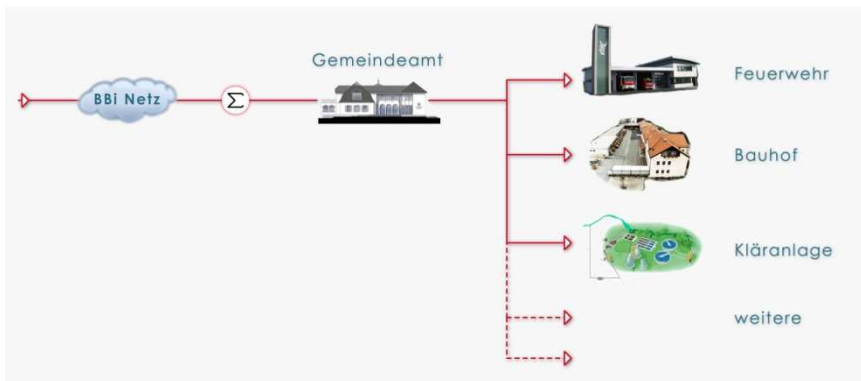 Gemeindeamt
BBi Netz
Σ
Feuerwehr
Bauhof
Kläranlage
weitere